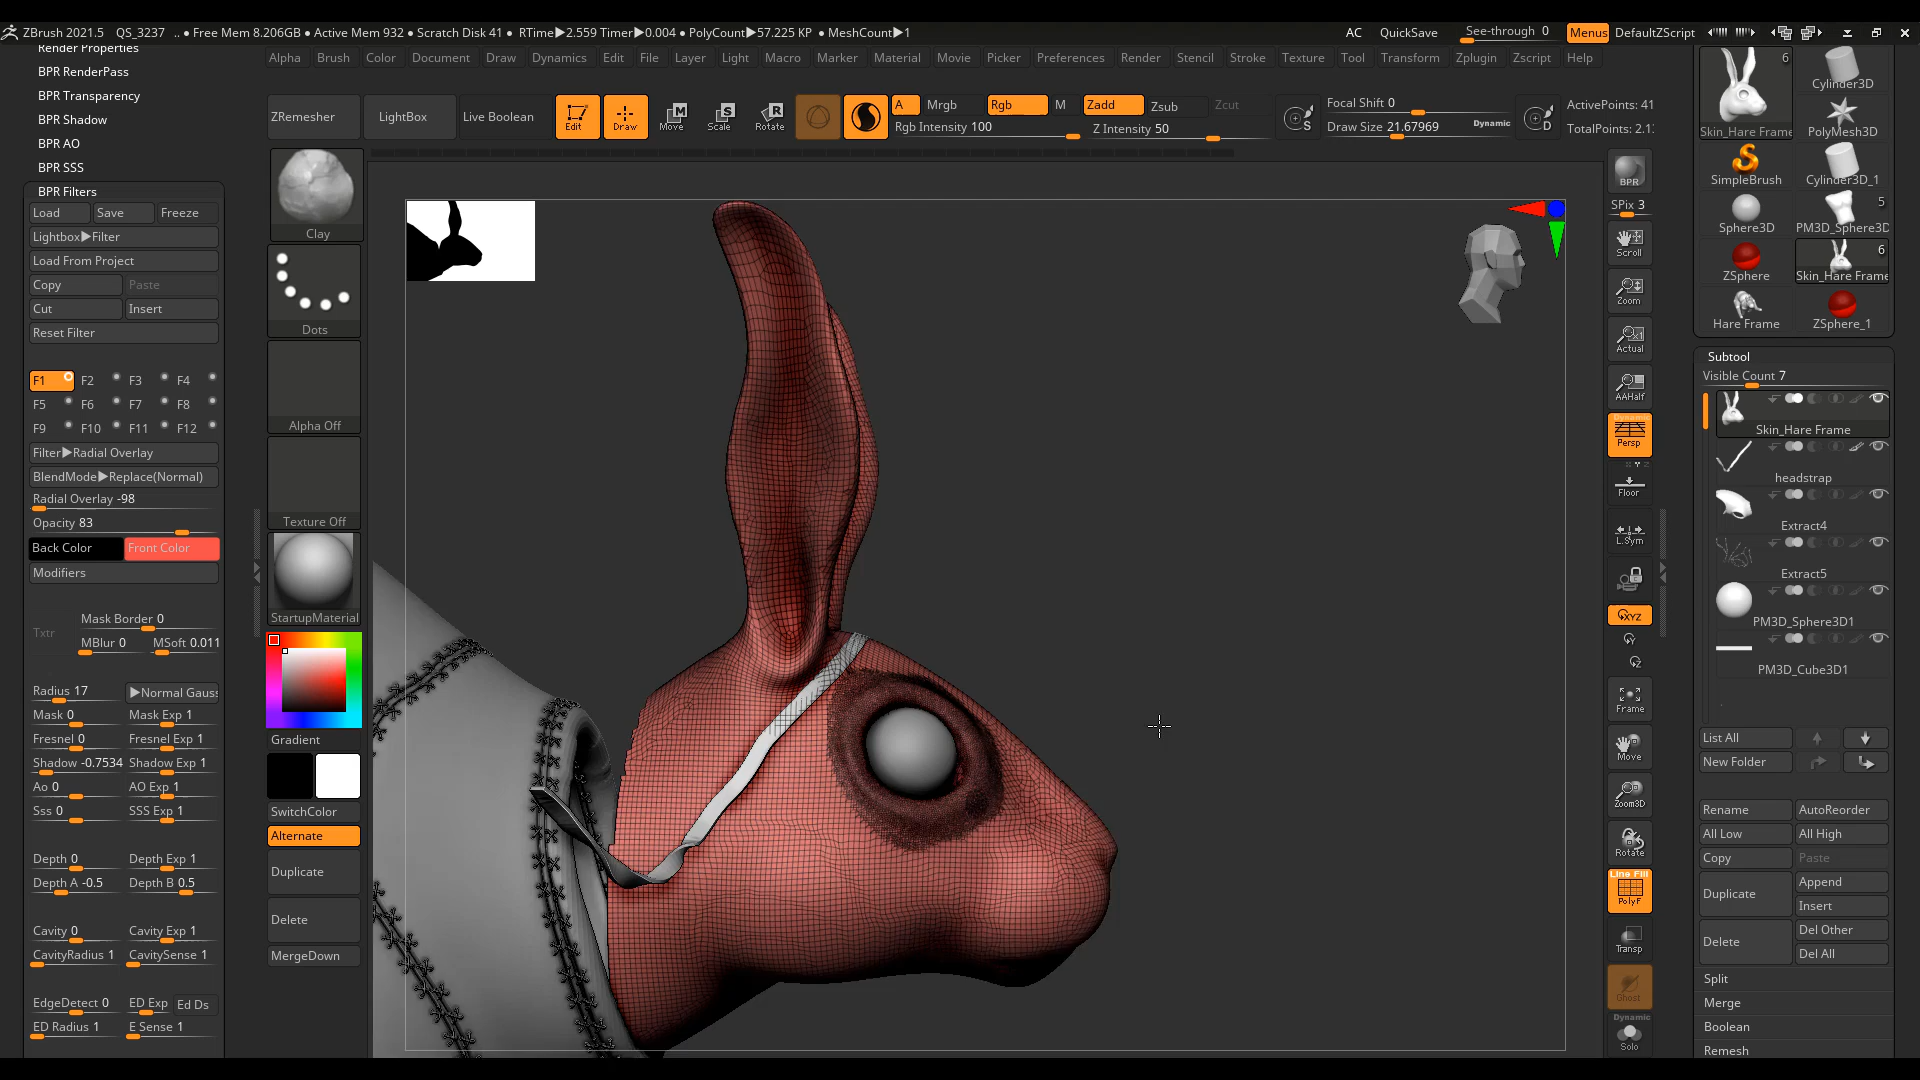 ZBrush 2021.5 QS_3237 .. ● Free Mem 8.206GB ● Active Mem 932 ● Scratch Disk 41 ● RTime▶2.559 Timer▶0.004 ● PolyCount▶57.225 KP ● MeshCount▶1
AC QuickSave See-through 0 Menus DefaultZScript
Alpha Brush Color Document Draw Dynamics Edit File Layer Light Macro Marker Material Movie Picker Preferences Render Stencil Stroke Texture Tool Transform Zplugin Zscript Help
Render Properties
BPR RenderPass
BPR Transparency
BPR Shadow
BPR AO
BPR SSS
BPR Filters
Load Save Freeze
Lightbox▶Filter
Load From Project
Copy Paste
Cut Insert
Reset Filter
F1 F2 F3 F4
F5 F6 F7 F8
F9 F10 F11 F12
Filter▶Radial Overlay
BlendMode▶Replace(Normal)
Radial Overlay -98
Opacity 83
Back Color Front Color
Modifiers
Mask Border 0
Txtr
MBlur 0 MSoft 0.011
Radius 17 ▶Normal Gauss
Mask 0 Mask Exp 1
Fresnel 0 Fresnel Exp 1
Shadow -0.7534 Shadow Exp 1
Ao 0 AO Exp 1
Sss 0 SSS Exp 1
Depth 0 Depth Exp 1
Depth A -0.5 Depth B 0.5
Cavity 0 Cavity Exp 1
CavityRadius 1 CavitySense 1
EdgeDetect 0 ED Exp Ed Ds
ED Radius 1 E Sense 1
ZRemesher LightBox Live Boolean
Edit Draw Move Scale Rotate
A Mrgb Rgb M Zadd Zsub Zcut
Rgb Intensity 100 Z Intensity 50
S
Focal Shift 0
Draw Size 21.67969 Dynamic
D
ActivePoints: 41
TotalPoints: 2.1
Clay
Dots
Alpha Off
Texture Off
StartupMaterial
Gradient
SwitchColor
Alternate
Duplicate
Delete
MergeDown
BPR
SPix 3
Scroll
Zoom
Actual
AAHalf
Dynamic
Persp
Floor
L.Sym
XYZ
Frame
Move
Zoom3D
Rotate
Line Fill
PolyF
Transp
Ghost
Dynamic
Solo
6
Skin_Hare Frame Cylinder3D
PolyMesh3D
SimpleBrush Cylinder3D_1
5
Sphere3D PM3D_Sphere3D
6
ZSphere Skin_Hare Frame
Hare Frame ZSphere_1
Subtool
Visible Count 7
Skin_Hare Frame
headstrap
Extract4
Extract5
PM3D_Sphere3D1
PM3D_Cube3D1
List All
New Folder
Rename AutoReorder
All Low All High
Copy Paste
Duplicate Append
Insert
Delete Del Other
Del All
Split
Merge
Boolean
Remesh